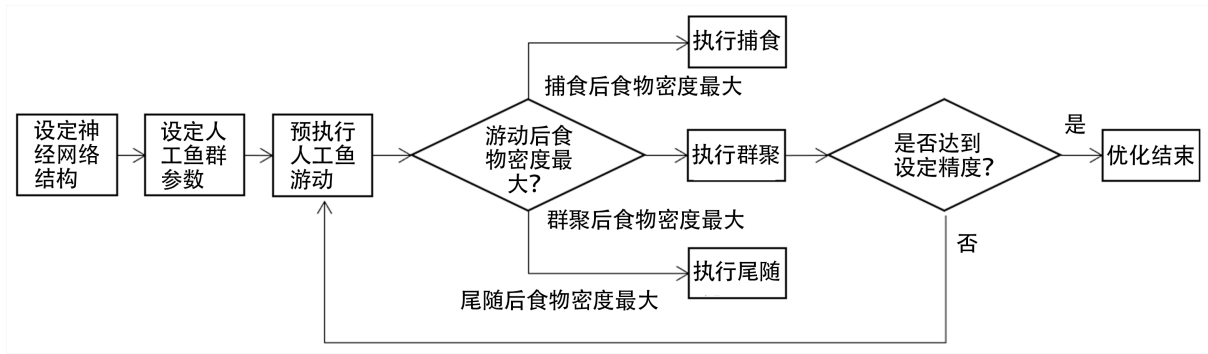 执行捕食
捕食后食物密度最大
设定神
经网络
结构
设定人
工鱼群
参数
预执行
人工鱼
游动
游动后食
物密度最
大?
执行群聚
是否达到
设定精度?
是
优化结束
群聚后食物密度最大
否
执行尾随
尾随后食物密度最大